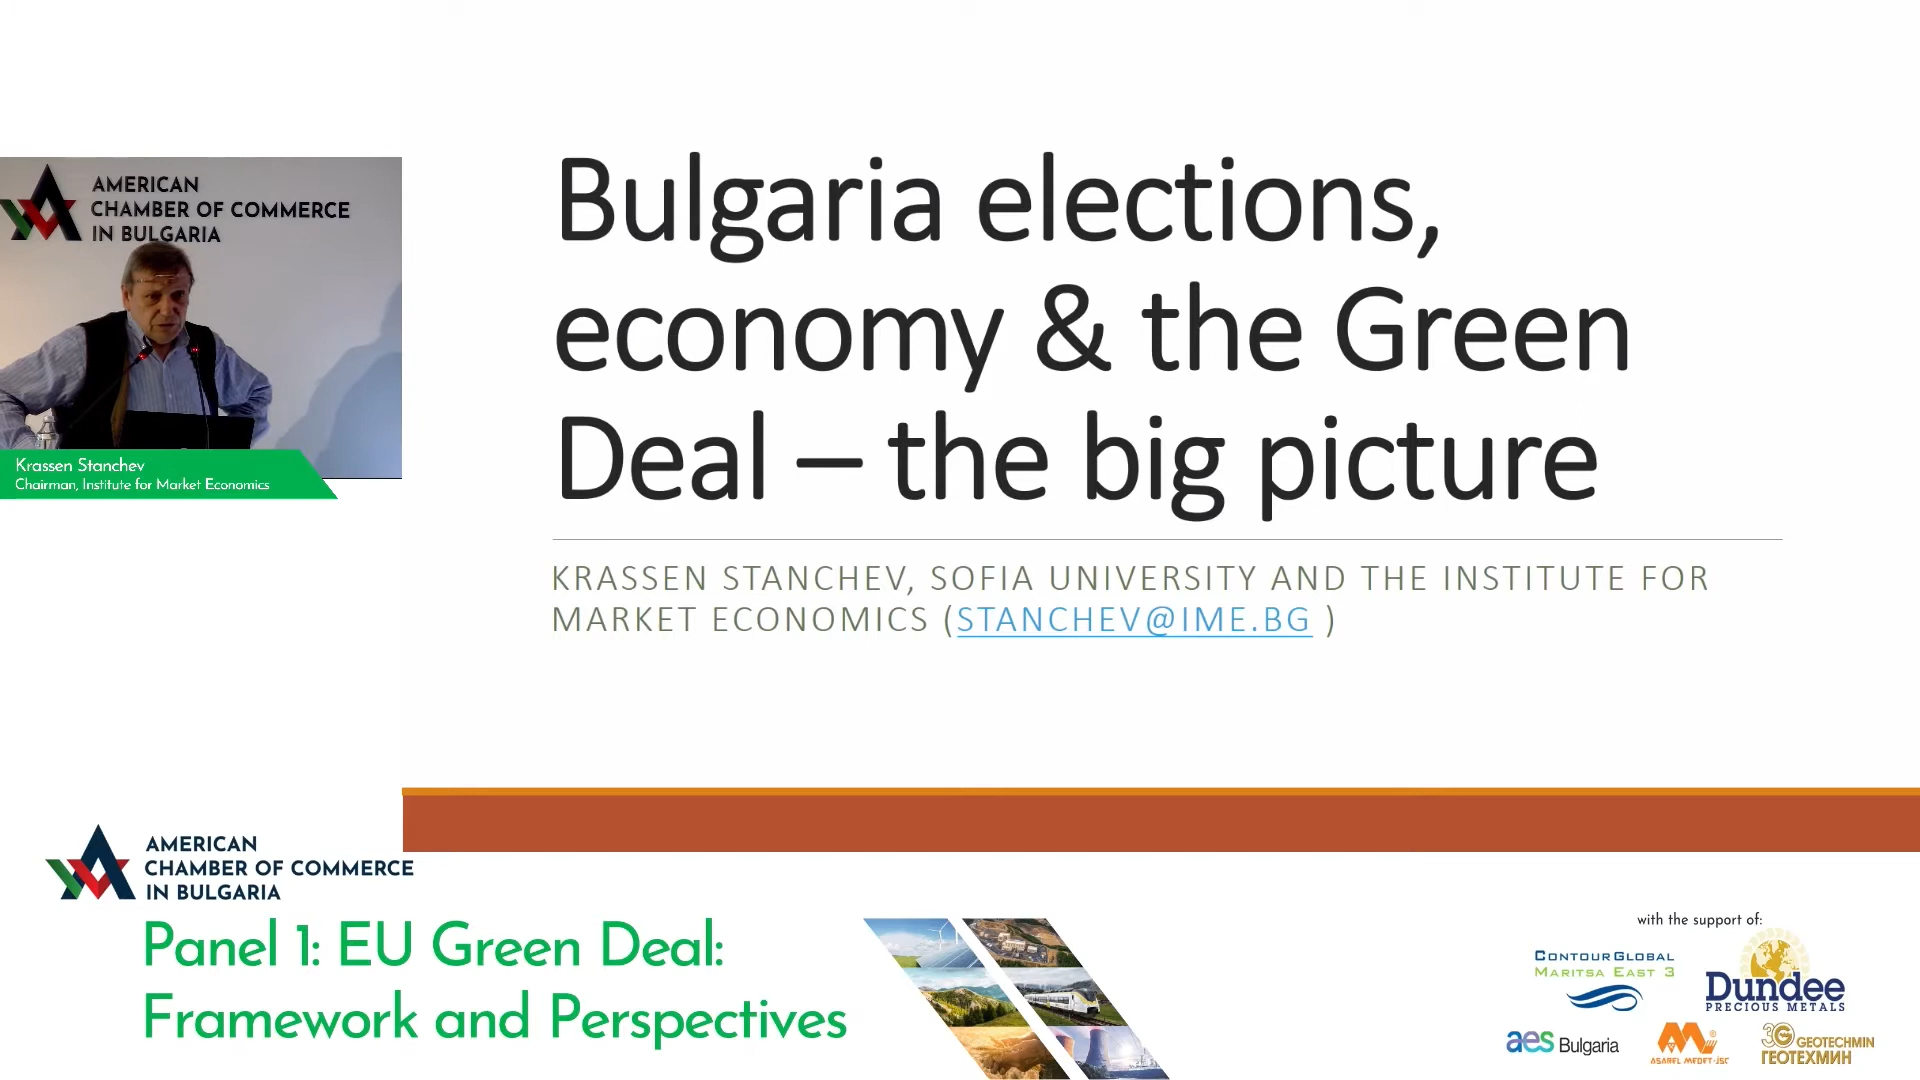 AMERICAN
CHAMBER OF COMMERCE
IN BULGARIA
Krassen Stanchev
Chairman, Institute for Market Economics
Bulgaria elections,
economy & the Green
Deal – the big picture
KRASSEN STANCHEV, SOFIA UNIVERSITY AND THE INSTITUTE FOR
MARKET ECONOMICS (STANCHEV@IME.BG )
AMERICAN
CHAMBER OF COMMERCE
IN BULGARIA
Panel 1: EU Green Deal:
Framework and Perspectives
with the support of:
CONTOURGLOBAL
MARITSA EAST 3
Dundee
PRECIOUS METALS
aes Bulgaria
ASAREL MEDET-JSC
GEOTECHMIN
ГЕОТЕХМИН